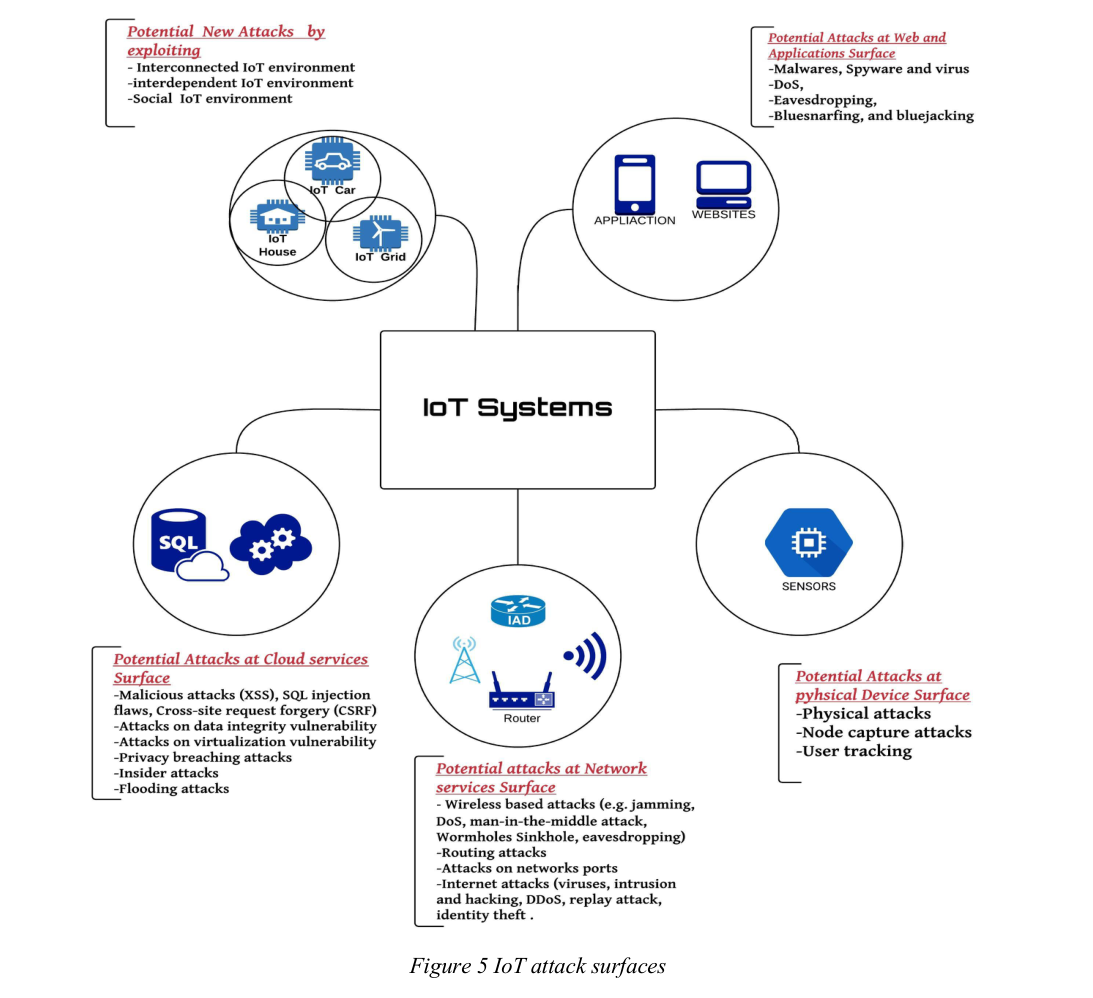 Potential New Attacks by
exploiting
- Interconnected IoT environment
-interdependent IoT environment
-Social IoT environment
Potential Attacks at Web and
Applications Surface
-Malwares, Spyware and virus
-DoS,
-Eavesdropping,
-Bluesnarfing, and bluejacking
IoT Car
IoT
House
IoT Grid
APPLIACTION
WEBSITES
IoT Systems
SQL
SENSORS
IAD
Router
Potential Attacks at Cloud services
Surface
-Malicious attacks (XSS), SQL injection
flaws, Cross-site request forgery (CSRF)
-Attacks on data integrity vulnerability
-Attacks on virtualization vulnerability
-Privacy breaching attacks
-Insider attacks
-Flooding attacks
Potential attacks at Network
services Surface
- Wireless based attacks (e.g. jamming,
DoS, man-in-the-middle attack,
Wormholes Sinkhole, eavesdropping)
-Routing attacks
-Attacks on networks ports
-Internet attacks (viruses, intrusion
and hacking, DDoS, replay attack,
identity theft .
Potential Attacks at
pyhsical Device Surface
-Physical attacks
-Node capture attacks
-User tracking
Figure 5 IoT attack surfaces